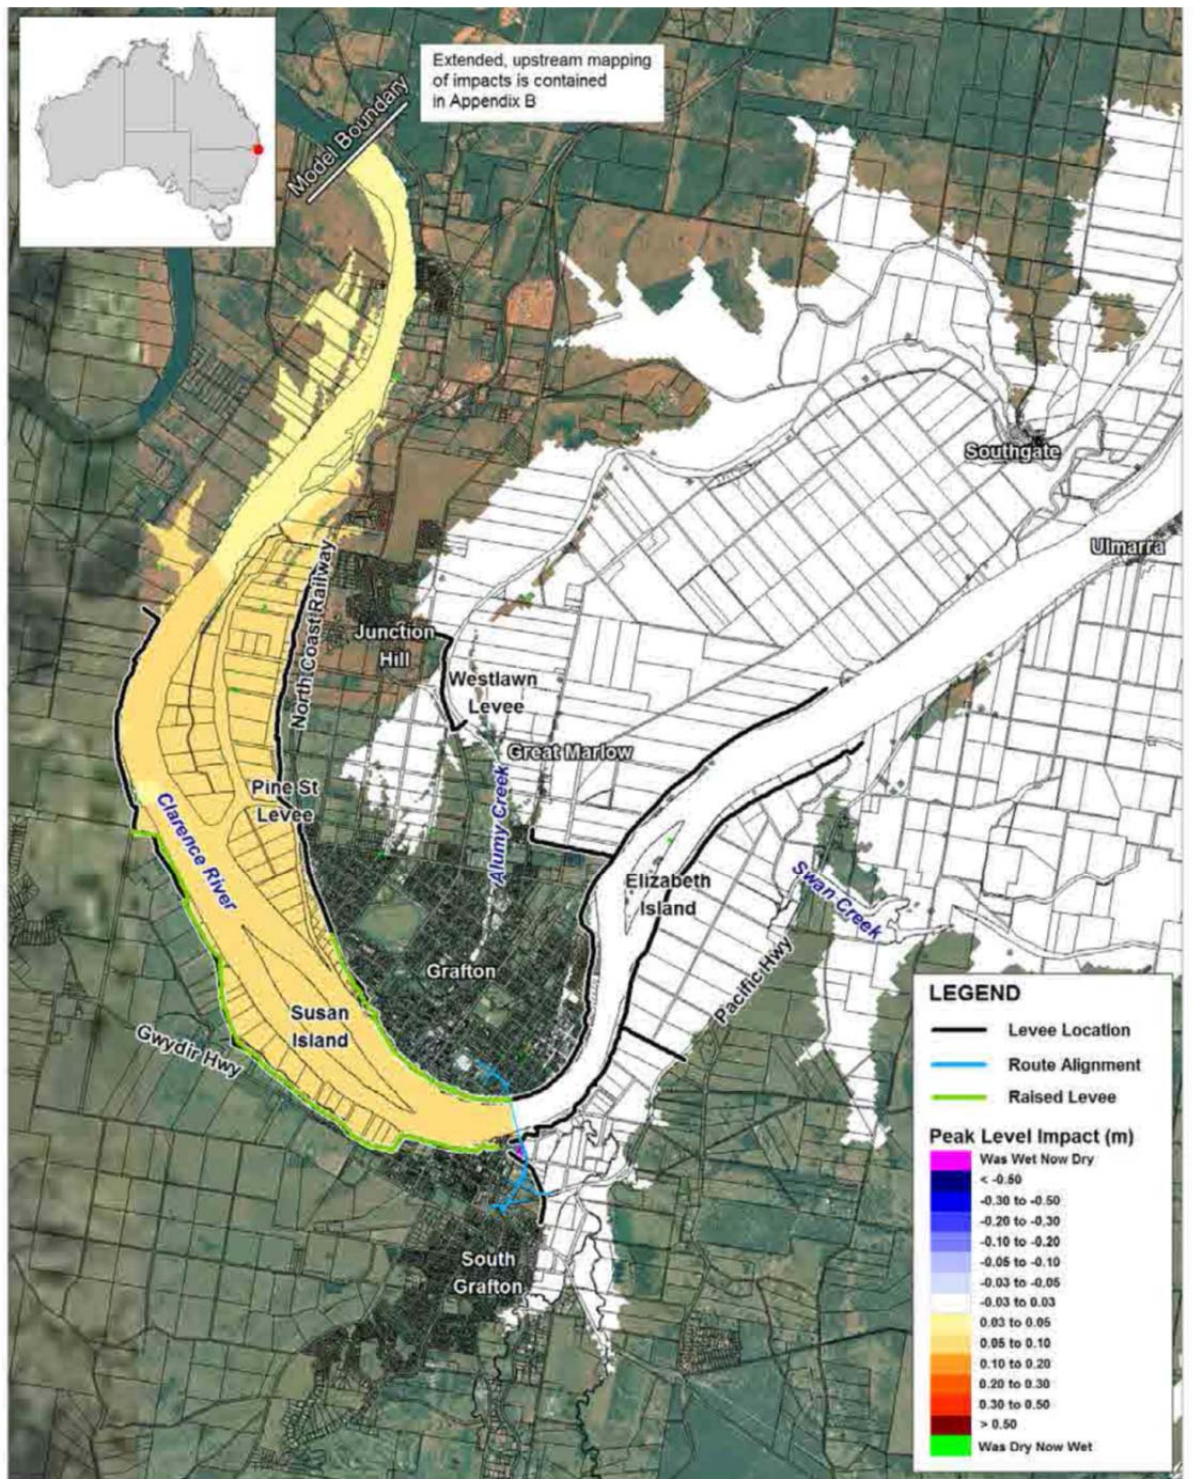 Extended, upstream mapping
of impacts is contained
in Appendix B
Model Boundary
Southgate
Ulmarra
North Coast Railway
Junction
Hill
Westlawn
Levee
Great Marlow
Pine St
Levee
Clarence River
Alumy Creek
Elizabeth
Island
Swan Creek
Grafton
Pacific Hwy
Susan
Island
Gwydir Hwy
South
Grafton
LEGEND
Levee Location
Route Alignment
Raised Levee
Peak Level Impact (m)
Was Wet Now Dry
< -0.50
-0.30 to -0.50
-0.20 to -0.30
-0.10 to -0.20
-0.05 to -0.10
-0.03 to -0.05
-0.03 to 0.03
0.03 to 0.05
0.05 to 0.10
0.10 to 0.20
0.20 to 0.30
0.30 to 0.50
> 0.50
Was Dry Now Wet